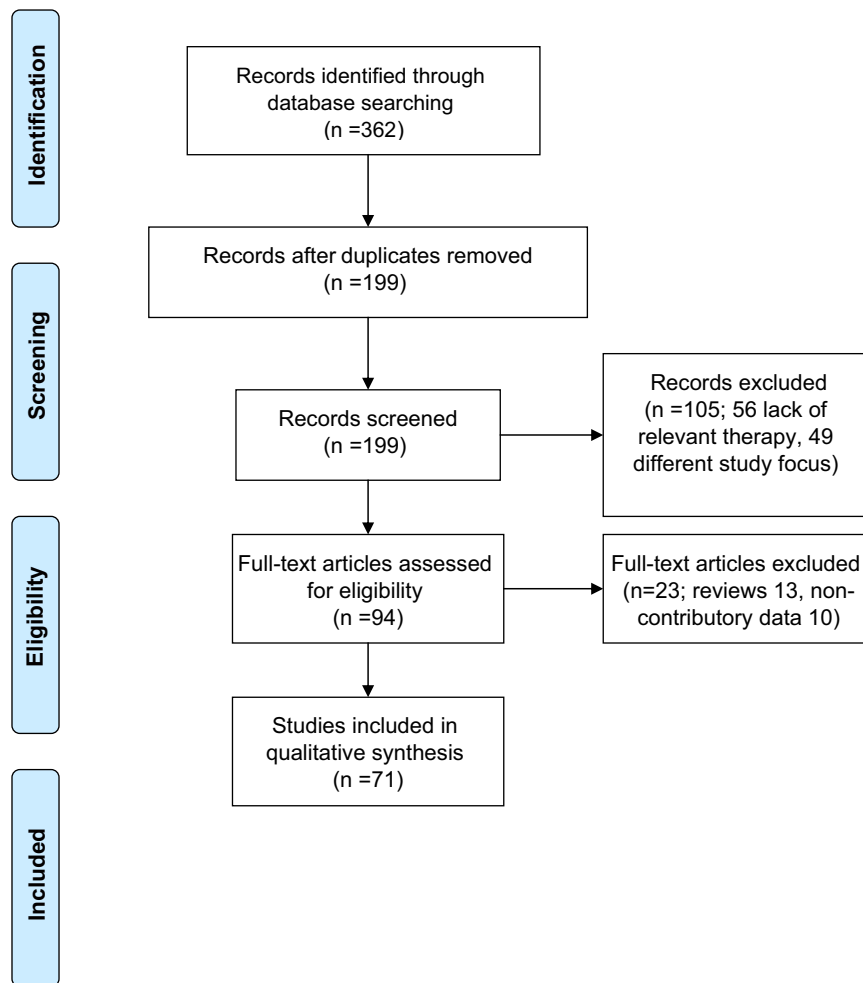 Identification
Records identified through
database searching
(n =362)
Records after duplicates removed
(n =199)
Screening
Records screened
(n =199)
Records excluded
(n =105; 56 lack of
relevant therapy, 49
different study focus)
Eligibility
Full-text articles assessed
for eligibility
(n =94)
Full-text articles excluded
(n=23; reviews 13, non-
contributory data 10)
Studies included in
qualitative synthesis
(n =71)
Included